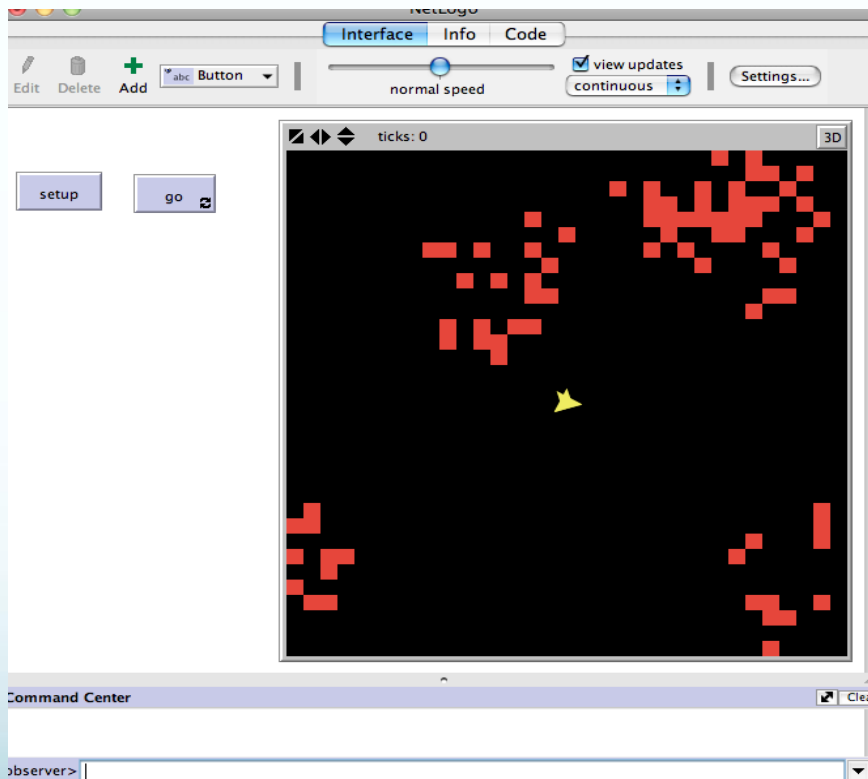 NetLogo
Interface Info Code
Edit Delete Add abc Button normal speed view updates
continuous Settings...
ticks: 0 3D
setup go
Command Center Clea
observer>